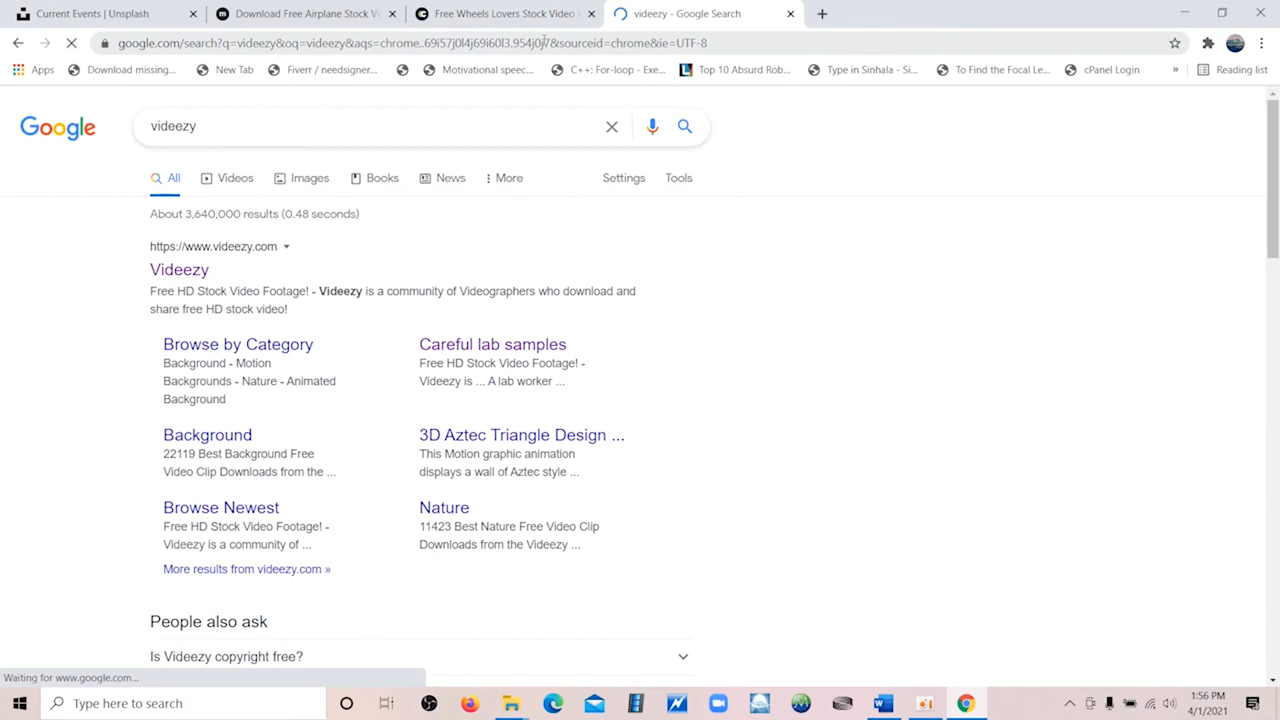 Current Events | Unsplash
Download Free Airplane Stock Vi
Free Wheels Lovers Stock Video
videezy - Google Search
google.com/search?q=videezy&oq=videezy&aqs=chrome..69i57j0l4j69i60l3.954j0j7&sourceid=chrome&ie=UTF-8
Apps
Download missing...
New Tab
Fiverr / needsigner...
Motivational speec...
C++: For-loop - Exe...
Top 10 Absurd Rob...
Type in Sinhala - Si...
To Find the Focal Le...
cPanel Login
»
Reading list
Google
videezy
All
Videos
Images
Books
News
More
Settings
Tools
About 3,640,000 results (0.48 seconds)
https://www.videezy.com
Videezy
Free HD Stock Video Footage! - Videezy is a community of Videographers who download and
share free HD stock video!
Browse by Category
Background - Motion
Backgrounds - Nature - Animated
Background
Careful lab samples
Free HD Stock Video Footage! -
Videezy is ... A lab worker ...
Background
22119 Best Background Free
Video Clip Downloads from the ...
3D Aztec Triangle Design ...
This Motion graphic animation
displays a wall of Aztec style ...
Browse Newest
Free HD Stock Video Footage! -
Videezy is a community of ...
Nature
11423 Best Nature Free Video Clip
Downloads from the Videezy ...
More results from videezy.com »
People also ask
Is Videezy copyright free?
Waiting for www.google.com...
Type here to search
1:56 PM
4/1/2021